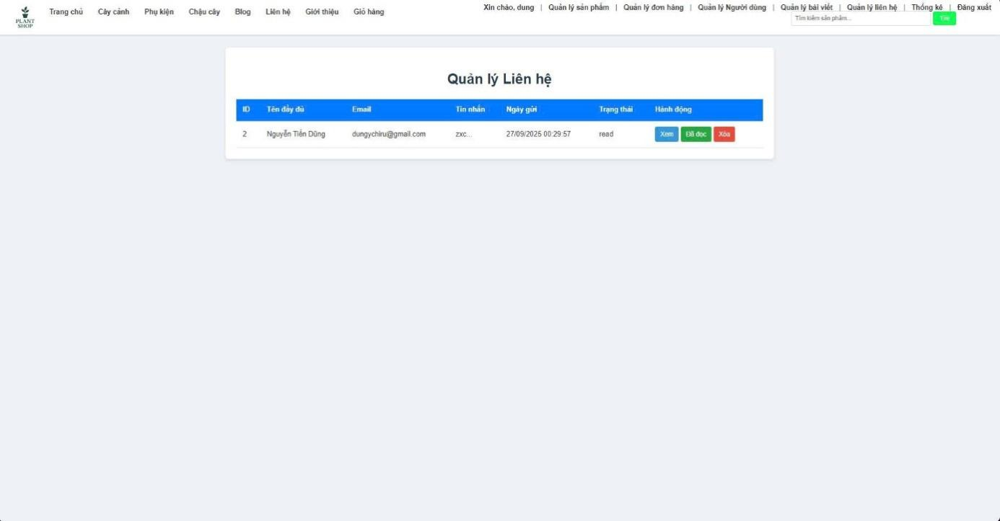 PLANT
SHOP
Trang chủ Cây cảnh Phụ kiện Chậu cây Blog Liên hệ Giới thiệu Giỏ hàng
Xin chào, dung | Quản lý sản phẩm | Quản lý đơn hàng | Quản lý Người dùng | Quản lý bài viết | Quản lý liên hệ | Thống kê | Đăng xuất
Tìm kiếm sản phẩm... Tìm
Quản lý Liên hệ
ID Tên đầy đủ Email Tin nhắn Ngày gửi Trạng thái Hành động
2 Nguyễn Tiến Dũng dungychiru@gmail.com zxc... 27/09/2025 00:29:57 read Xem Đã đọc Xóa